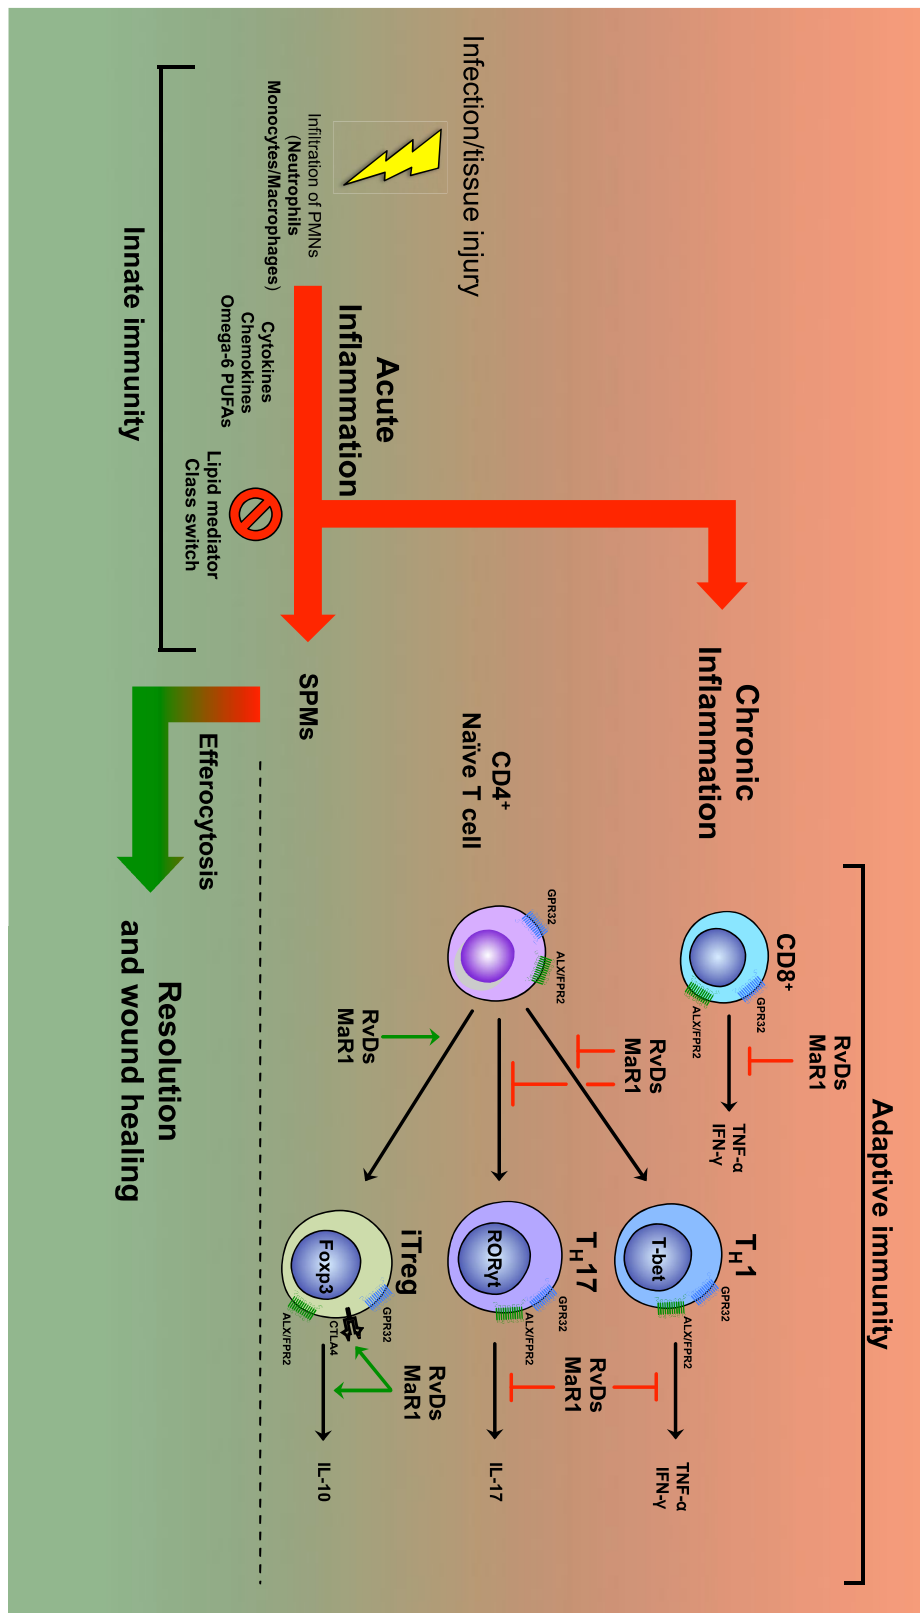 Infection/tissue injury
Infiltration of PMNs
(Neutrophils
Monocytes/Macrophages)
Acute
Inflammation
Cytokines
Chemokines
Omega-6 PUFAs
Lipid mediator
Class switch
Innate immunity
SPMs
Efferocytosis
Resolution
and wound healing
Chronic
Inflammation
Adaptive immunity
CD8+
GPR32
ALX/FPR2
RvDs
MaR1
TNF-α
IFN-γ
CD4+
Naïve T cell
GPR32
ALX/FPR2
RvDs
MaR1
RvDs
MaR1
TH1
T-bet
GPR32
ALX/FPR2
TNF-α
IFN-γ
RvDs
MaR1
TH17
RORγt
GPR32
ALX/FPR2
IL-17
iTreg
Foxp3
GPR32
CTLA4
ALX/FPR2
RvDs
MaR1
IL-10